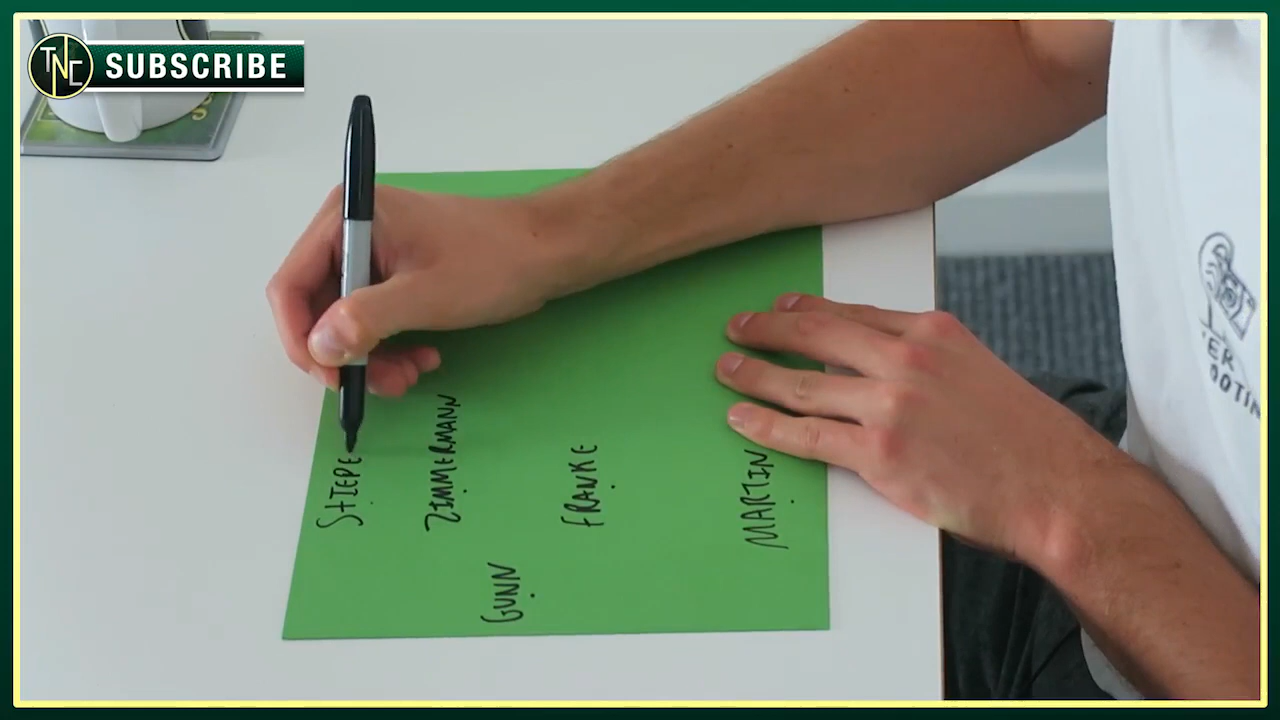 TNC
SUBSCRIBE
STIEPE
ZIMMERMANN
GUNN
FRANKE
MARTIN